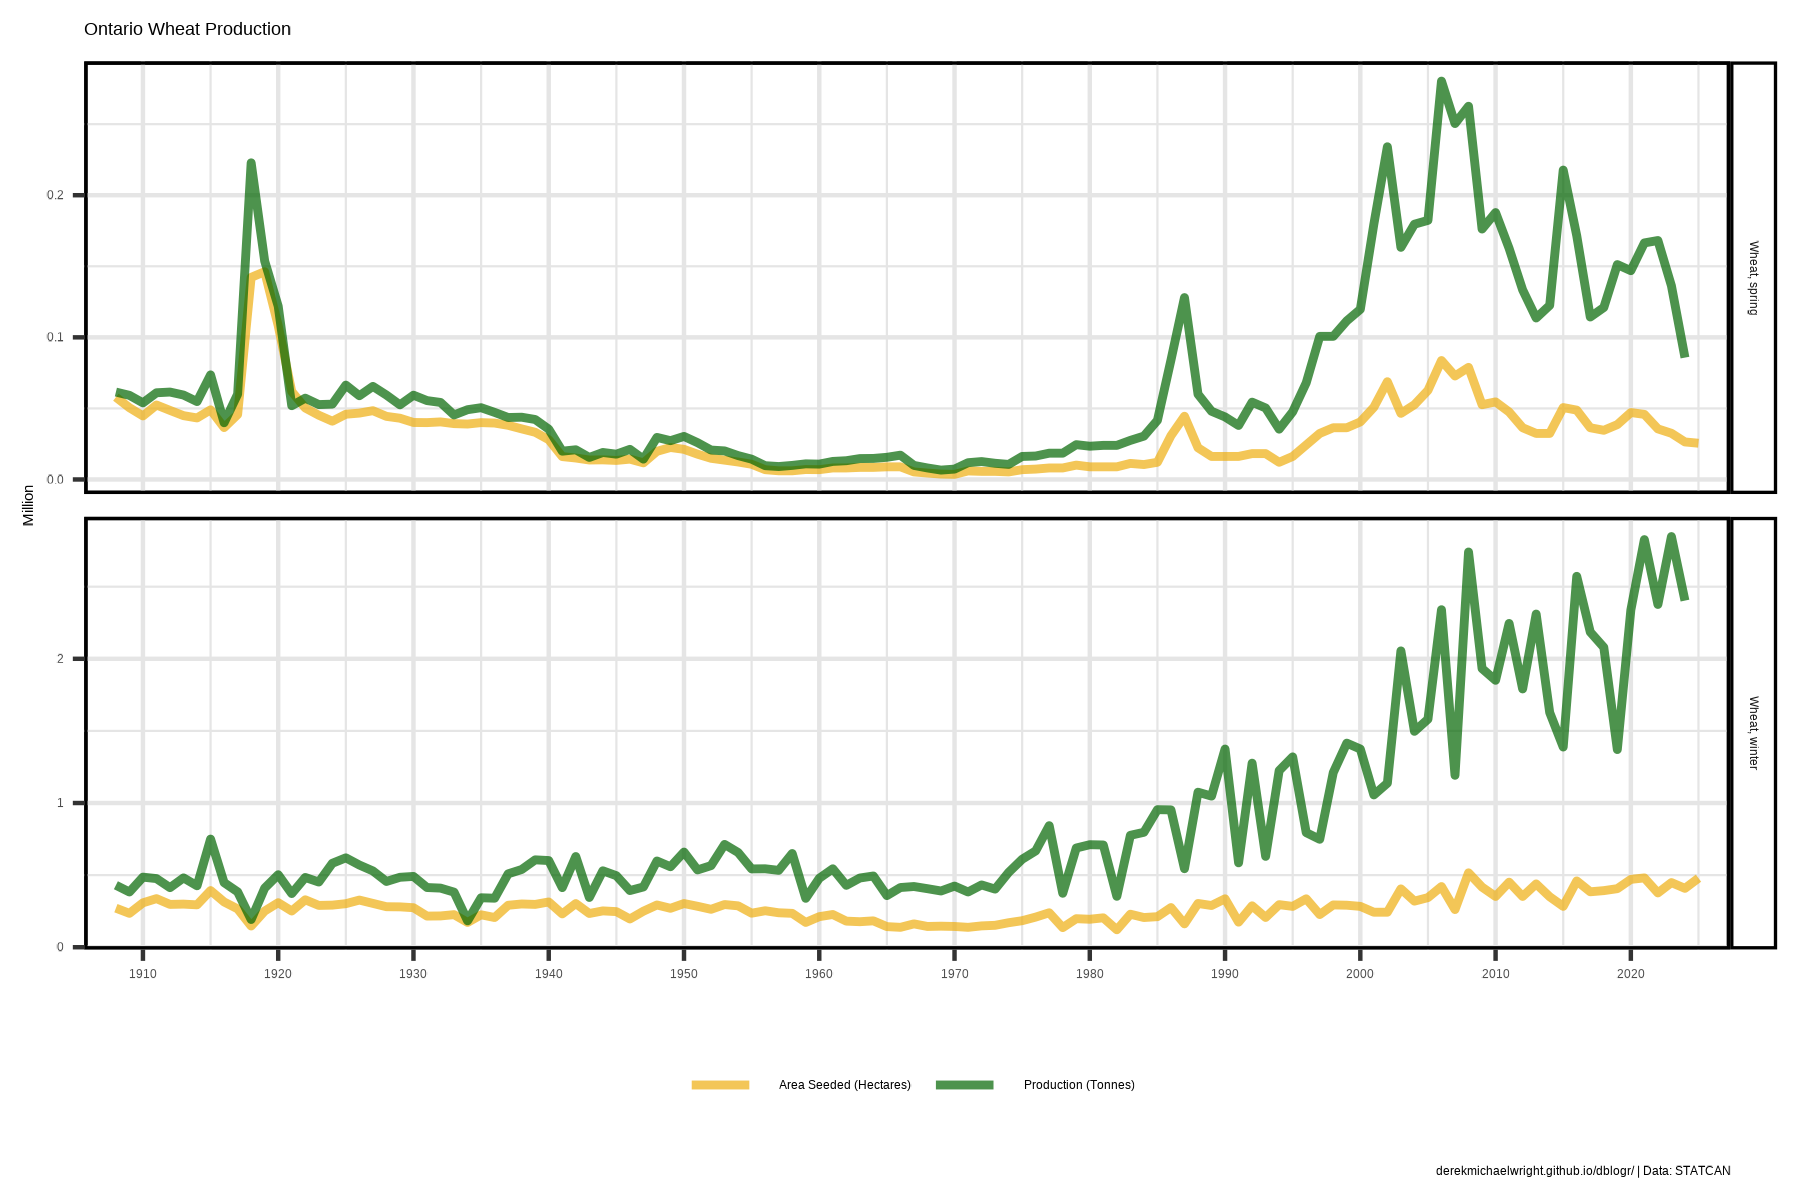 Ontario Wheat Production
Million
0.2
0.1
0.0
Wheat, spring
2
1
0
Wheat, winter
1910 1920 1930 1940 1950 1960 1970 1980 1990 2000 2010 2020
Area Seeded (Hectares) Production (Tonnes)
derekmichaelwright.github.io/dblogr/ | Data: STATCAN